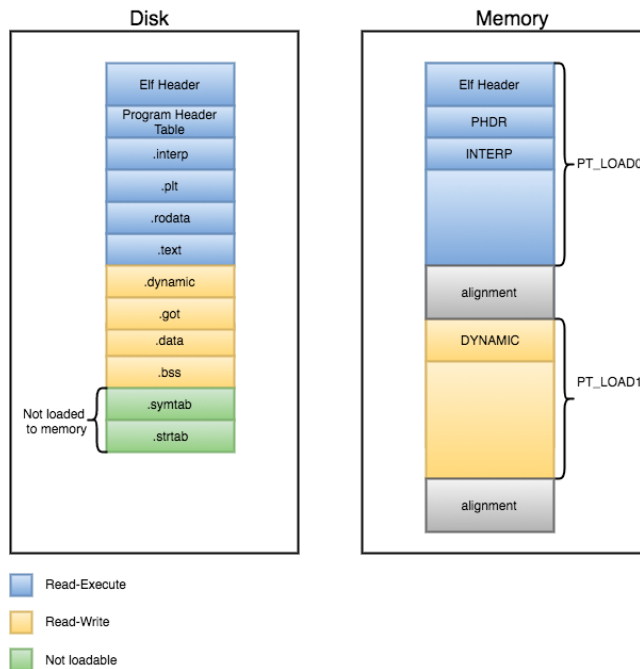 Disk
Memory
Elf Header
Program Header
Table
.interp
.plt
.rodata
.text
.dynamic
.got
.data
.bss
.symtab
.strtab
Not loaded
to memory
Elf Header
PHDR
INTERP
PT_LOAD0
alignment
DYNAMIC
PT_LOAD1
alignment
Read-Execute
Read-Write
Not loadable